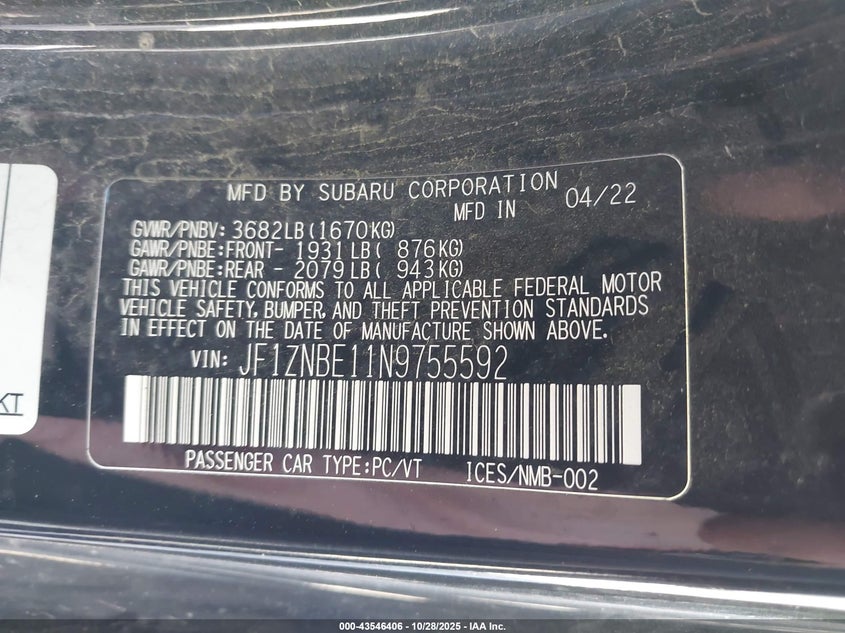 MFD BY SUBARU CORPORATION
MFD IN 04/22
GVWR/PNBV: 3682LB(1670KG)
GAWR/PNBE:FRONT- 1931LB( 876KG)
GAWR/PNBE:REAR - 2079LB( 943KG)
THIS VEHICLE CONFORMS TO ALL APPLICABLE FEDERAL MOTOR
VEHICLE SAFETY, BUMPER, AND THEFT PREVENTION STANDARDS
IN EFFECT ON THE DATE OF MANUFACTURE SHOWN ABOVE.
VIN: JF1ZNBE11N9755592
PASSENGER CAR TYPE:PC/VT ICES/NMB-002
KT
000-43546406 - 10/28/2025 - IAA Inc.